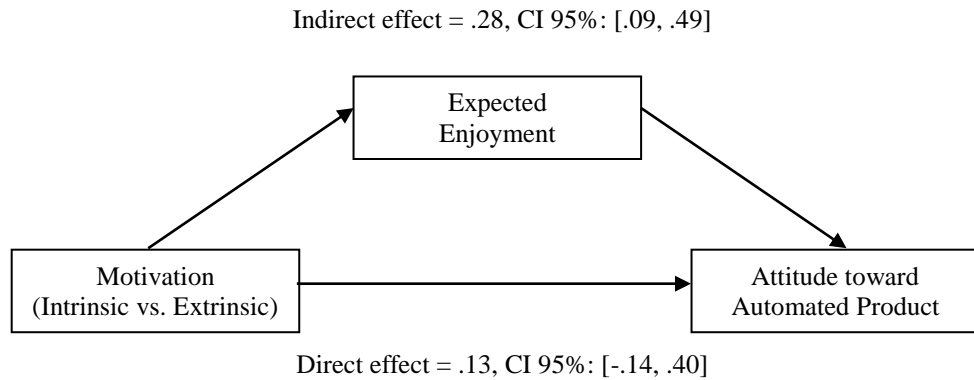 Indirect effect = .28, CI 95%: [.09, .49]
Expected
Enjoyment
Motivation
(Intrinsic vs. Extrinsic)
Attitude toward
Automated Product
Direct effect = .13, CI 95%: [-.14, .40]